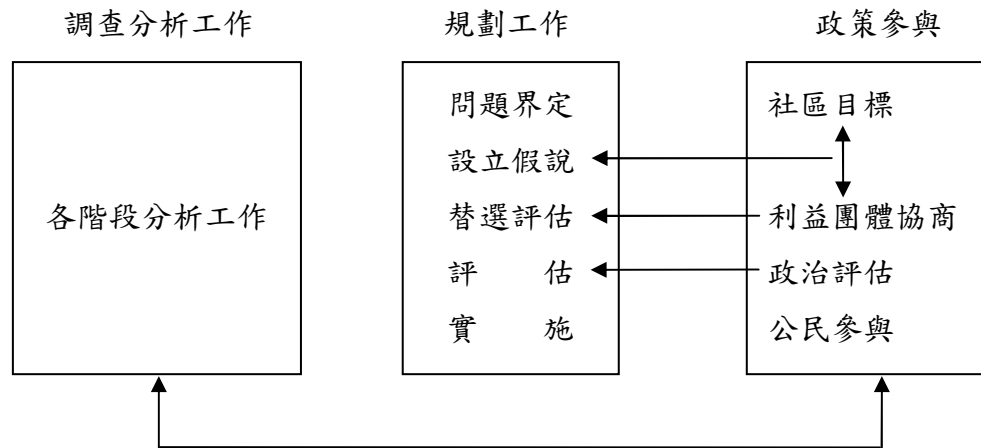 調查分析工作
規劃工作
政策參與
各階段分析工作
問題界定
設立假說
替選評估
評　　估
實　　施
社區目標
利益團體協商
政治評估
公民參與